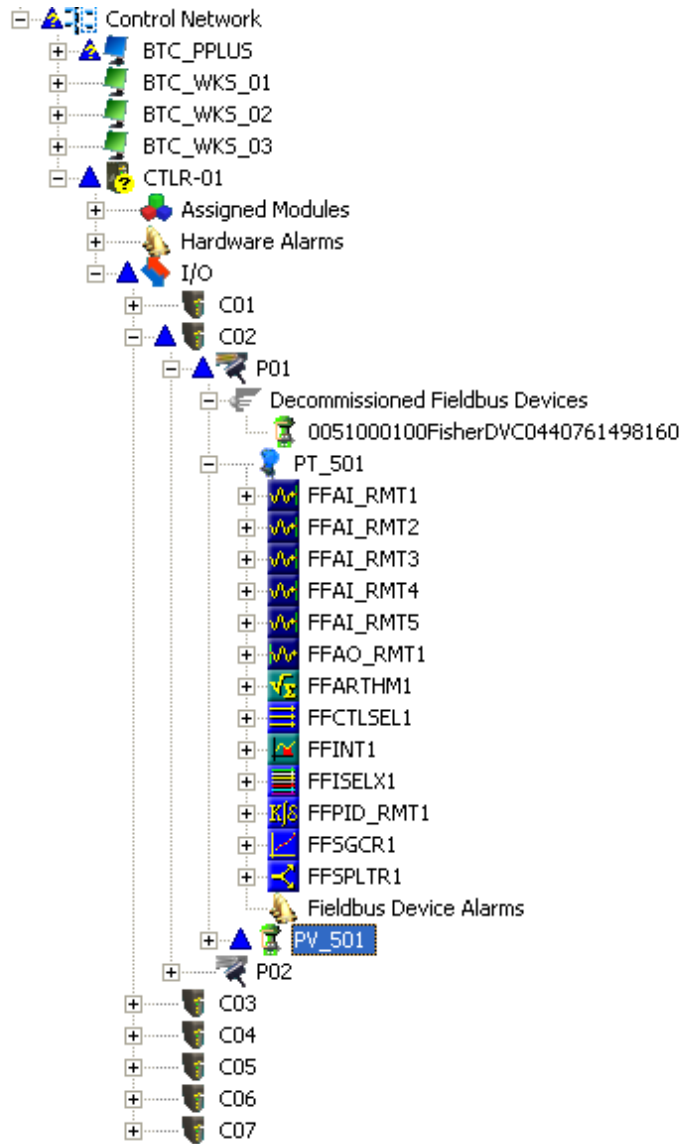 Control Network
BTC_PPLUS
BTC_WKS_01
BTC_WKS_02
BTC_WKS_03
CTLR-01
Assigned Modules
Hardware Alarms
I/O
C01
C02
P01
Decommissioned Fieldbus Devices
0051000100FisherDVC0440761498160
PT_501
FFAI_RMT1
FFAI_RMT2
FFAI_RMT3
FFAI_RMT4
FFAI_RMT5
FFAO_RMT1
FFARTHM1
FFCTLSEL1
FFINT1
FFISELX1
FFPID_RMT1
FFSGCR1
FFSPLTR1
Fieldbus Device Alarms
PV_501
P02
C03
C04
C05
C06
C07